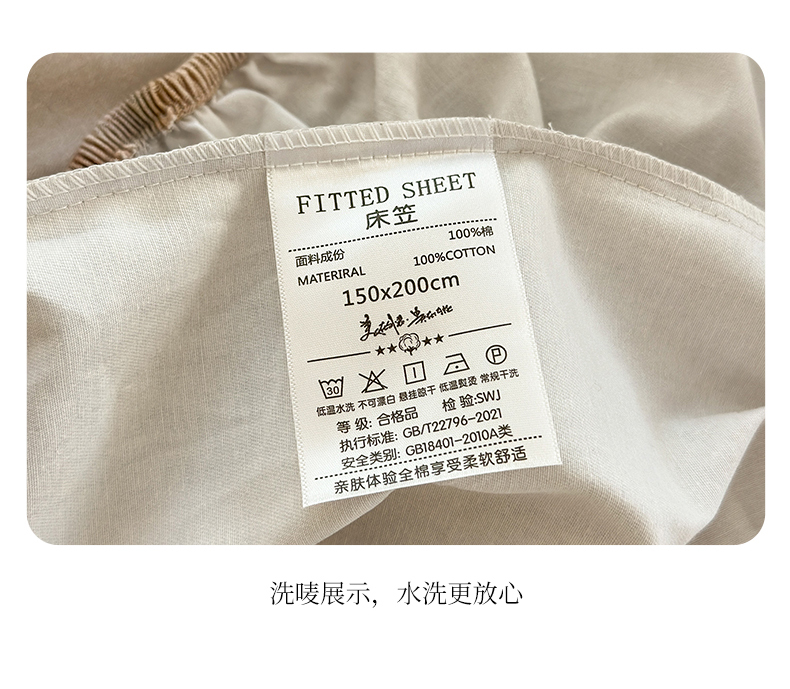 FITTED SHEET
床笠
面料成份 100%棉
MATERIRAL 100%COTTON
150x200cm
30
P
低温水洗 不可漂白 悬挂晾干 低温熨烫 常规干洗
等 级: 合格品 检 验:SWJ
执行标准: GB/T22796-2021
安全类别: GB18401-2010A类
亲肤体验全棉享受柔软舒适
洗唛展示，水洗更放心